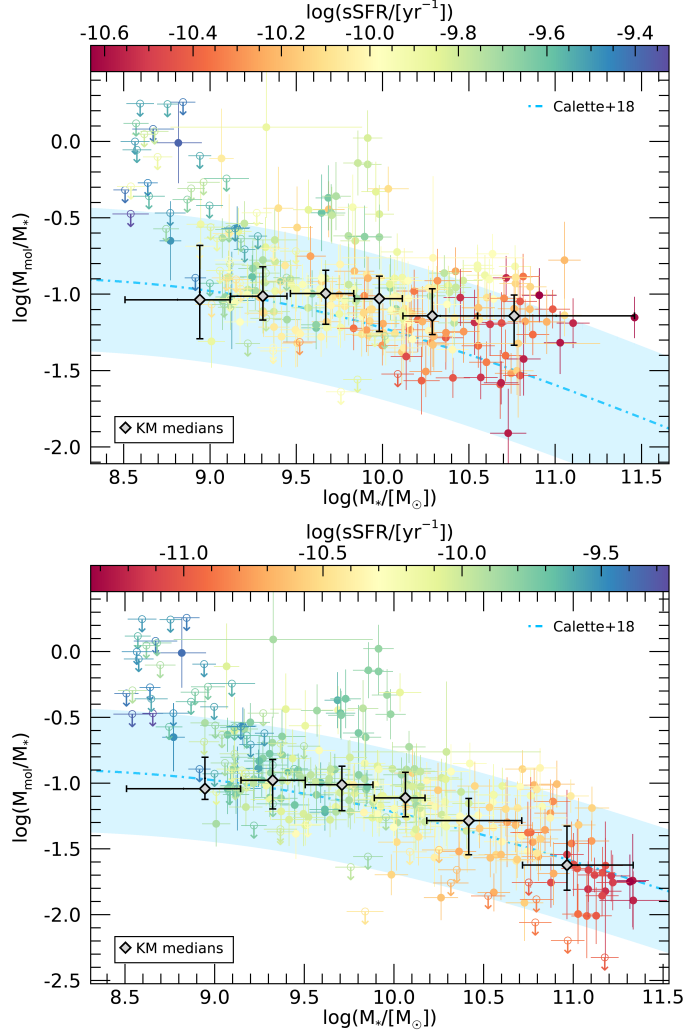 log(sSFR/[yr⁻¹])
-10.6 -10.4 -10.2 -10.0 -9.8 -9.6 -9.4
Calette+18
0.0
-0.5
-1.0
-1.5
-2.0
log(M_mol/M_*)
KM medians
8.5 9.0 9.5 10.0 10.5 11.0 11.5
log(M_*/[M_⊙])
log(sSFR/[yr⁻¹])
-11.0 -10.5 -10.0 -9.5
Calette+18
0.0
-0.5
-1.0
-1.5
-2.0
-2.5
log(M_mol/M_*)
KM medians
8.5 9.0 9.5 10.0 10.5 11.0 11.5
log(M_*/[M_⊙])